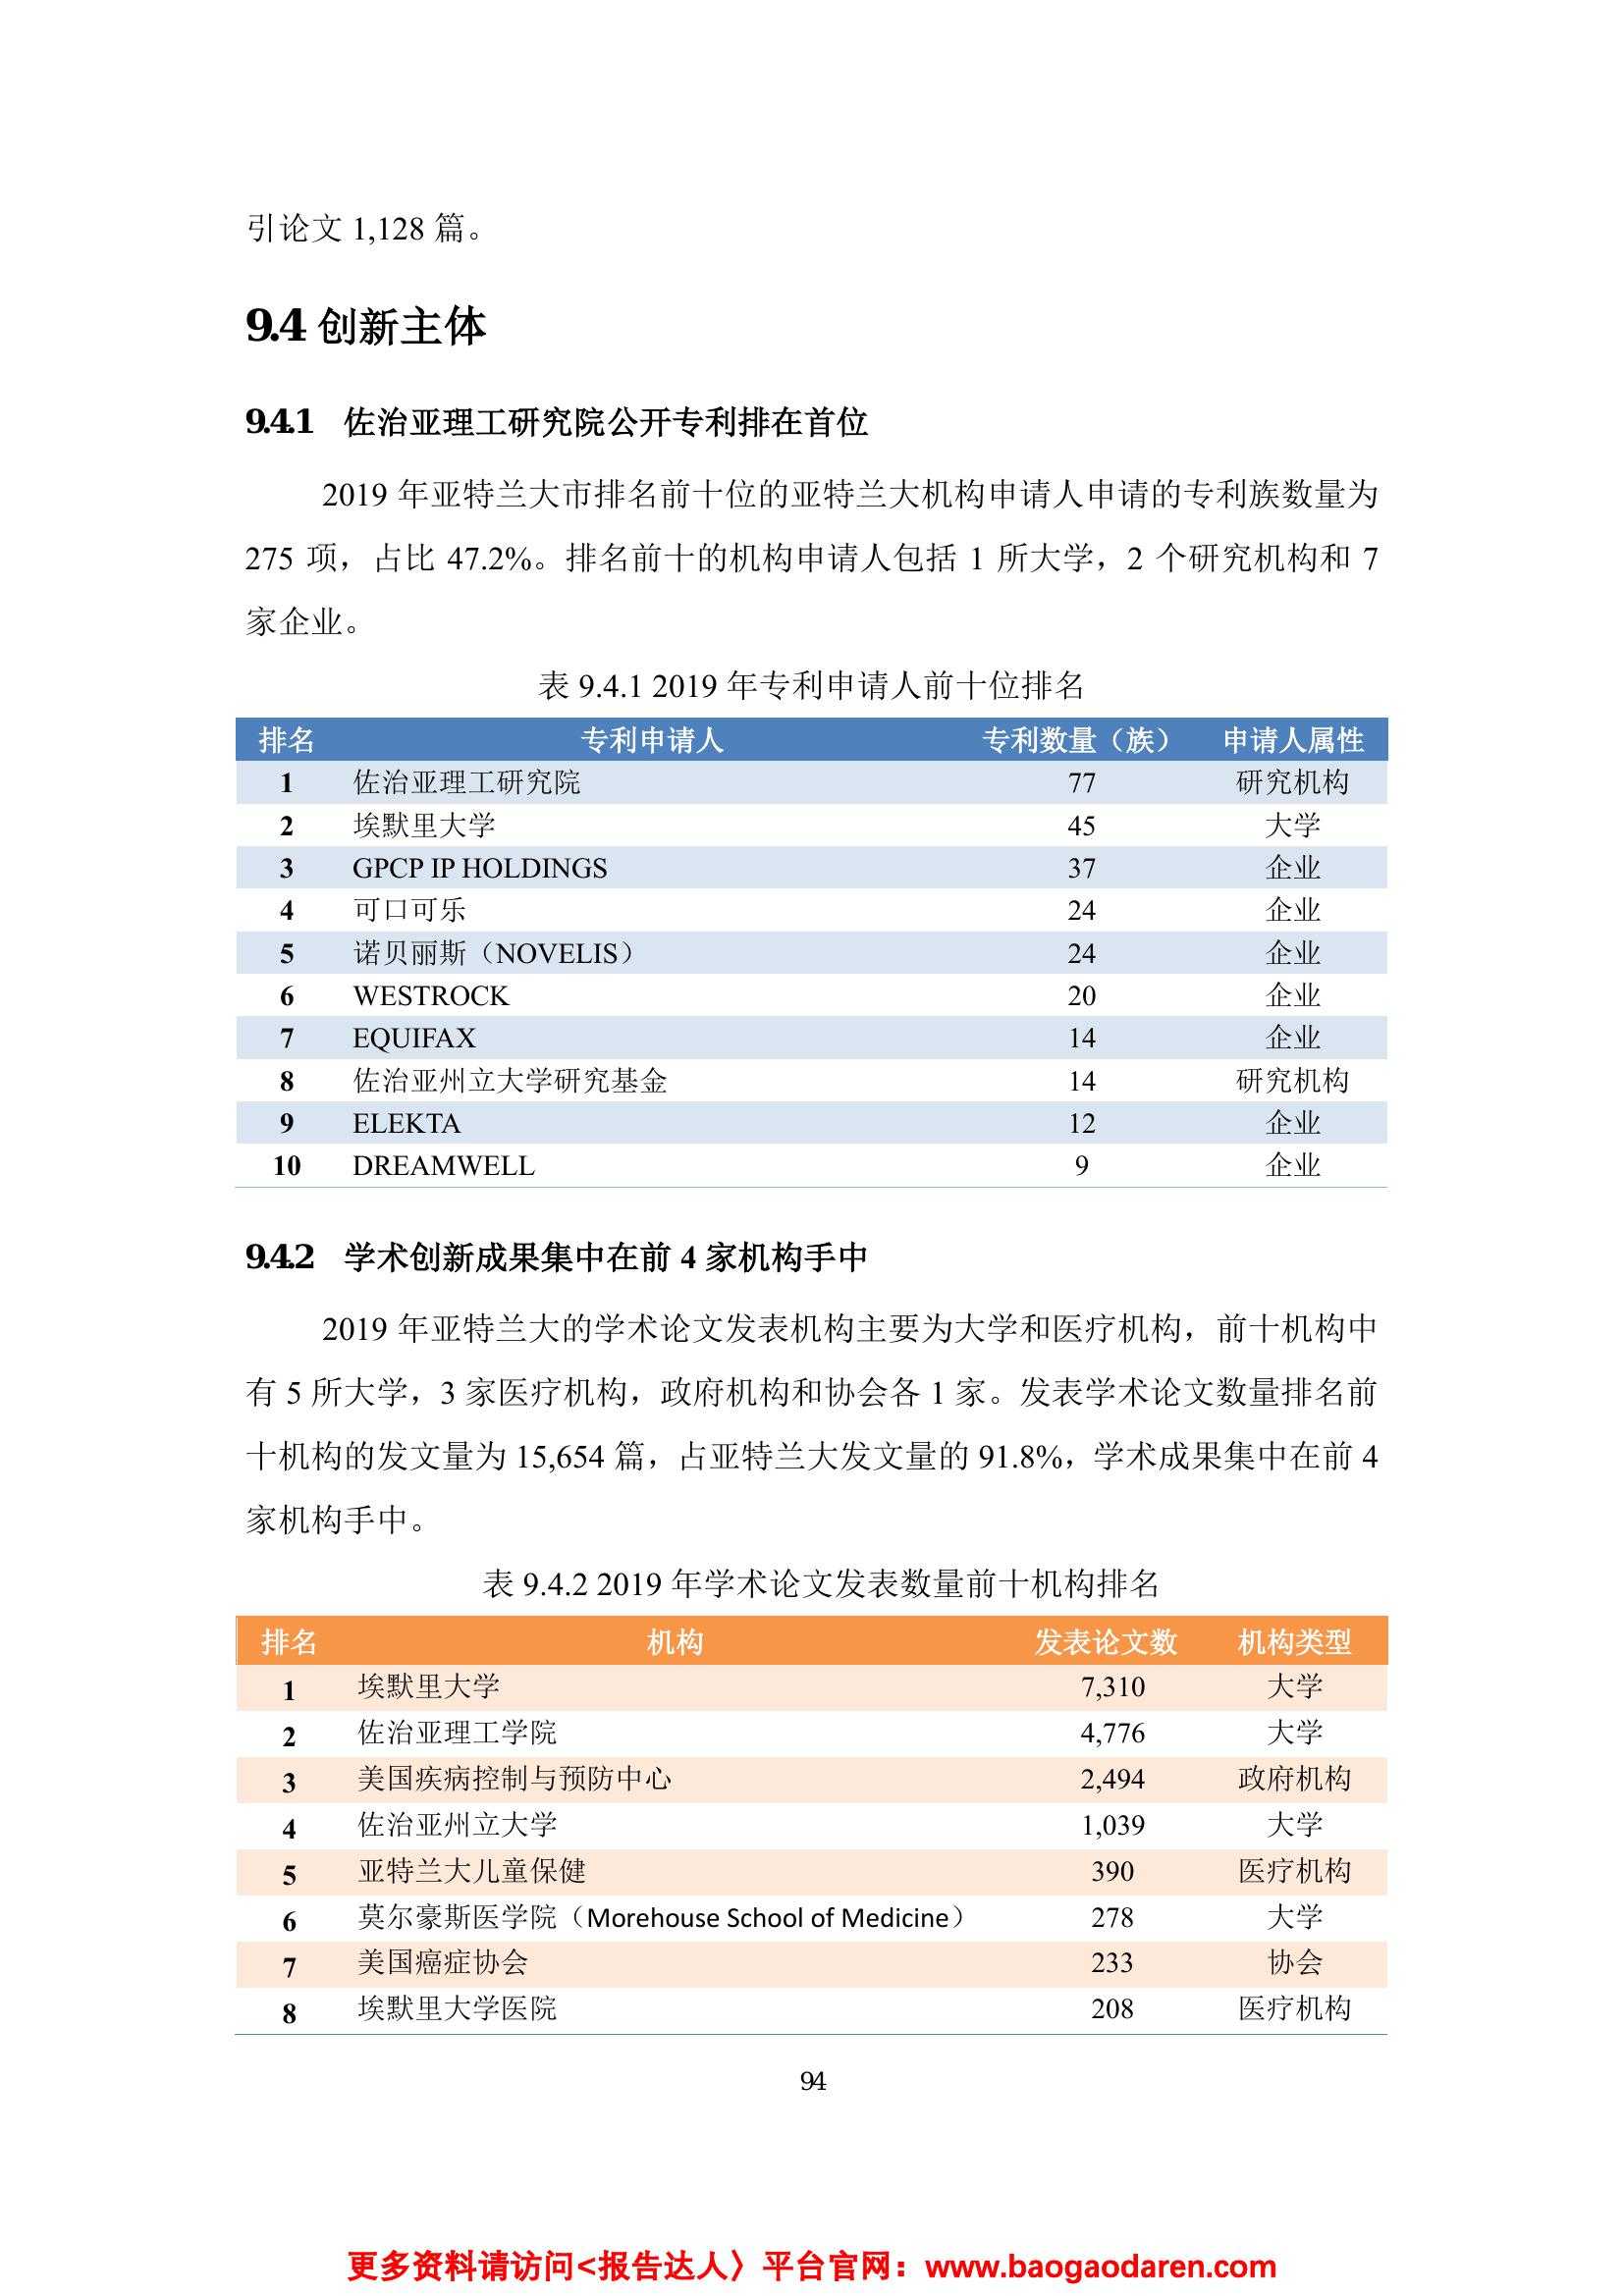 引论文 1,128 篇。
9.4 创新主体
9.4.1 佐治亚理工研究院公开专利排在首位
2019 年亚特兰大市排名前十位的亚特兰大机构申请人申请的专利族数量为
275 项，占比 47.2%。排名前十的机构申请人包括 1 所大学，2 个研究机构和 7
家企业。
表 9.4.1 2019 年专利申请人前十位排名
排名 专利申请人 专利数量（族） 申请人属性
1 佐治亚理工研究院 77 研究机构
2 埃默里大学 45 大学
3 GPCP IP HOLDINGS 37 企业
4 可口可乐 24 企业
5 诺贝丽斯（NOVELIS） 24 企业
6 WESTROCK 20 企业
7 EQUIFAX 14 企业
8 佐治亚州立大学研究基金 14 研究机构
9 ELEKTA 12 企业
10 DREAMWELL 9 企业
9.4.2 学术创新成果集中在前 4 家机构手中
2019 年亚特兰大的学术论文发表机构主要为大学和医疗机构，前十机构中
有 5 所大学，3 家医疗机构，政府机构和协会各 1 家。发表学术论文数量排名前
十机构的发文量为 15,654 篇，占亚特兰大发文量的 91.8%，学术成果集中在前 4
家机构手中。
表 9.4.2 2019 年学术论文发表数量前十机构排名
排名 机构 发表论文数 机构类型
1 埃默里大学 7,310 大学
2 佐治亚理工学院 4,776 大学
3 美国疾病控制与预防中心 2,494 政府机构
4 佐治亚州立大学 1,039 大学
5 亚特兰大儿童保健 390 医疗机构
6 莫尔豪斯医学院（Morehouse School of Medicine） 278 大学
7 美国癌症协会 233 协会
8 埃默里大学医院 208 医疗机构
94
更多资料请访问<报告达人〉平台官网：www.baogaodaren.com